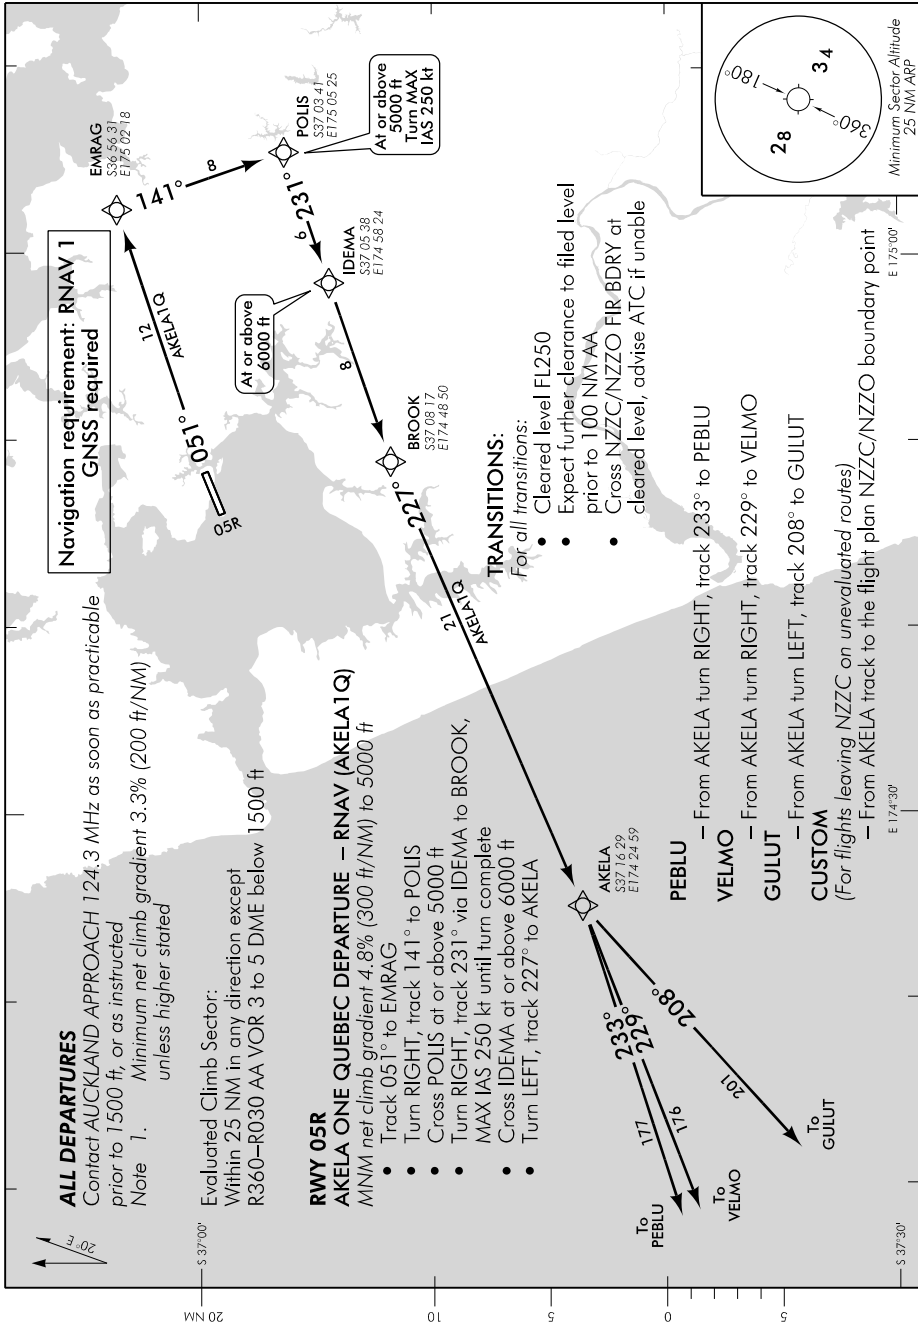 ALL DEPARTURES
Contact AUCKLAND APPROACH 124.3 MHz as soon as practicable
prior to 1500 ft, or as instructed
Note 1. Minimum net climb gradient 3.3% (200 ft/NM)
unless higher stated
Evaluated Climb Sector:
Within 25 NM in any direction except
R360–R030 AA VOR 3 to 5 DME below 1500 ft
RWY 05R
AKELA ONE QUEBEC DEPARTURE – RNAV (AKELA1Q)
MNM net climb gradient 4.8% (300 ft/NM) to 5000 ft
• Track 051° to EMRAG
• Turn RIGHT, track 141° to POLIS
• Cross POLIS at or above 5000 ft
• Turn RIGHT, track 231° via IDEMA to BROOK,
MAX IAS 250 kt until turn complete
• Cross IDEMA at or above 6000 ft
• Turn LEFT, track 227° to AKELA
Navigation requirement: RNAV 1
GNSS required
20° E
05R
051°
12
AKELA1Q
EMRAG
S36 56 31
E175 02 18
141°
8
POLIS
S37 03 41
E175 05 25
At or above
5000 ft
Turn MAX
IAS 250 kt
231°
6
IDEMA
S37 05 38
E174 58 24
At or above
6000 ft
8
BROOK
S37 08 17
E174 48 50
227°
21
AKELA1Q
AKELA
S37 16 29
E174 24 59
233°
229°
208°
177
176
201
To
PEBLU
To
VELMO
To
GULUT
TRANSITIONS:
For all transitions:
• Cleared level FL250
• Expect further clearance to filed level
prior to 100 NM AA
• Cross NZZC/NZZO FIR BDRY at
cleared level, advise ATC if unable
PEBLU
– From AKELA turn RIGHT, track 233° to PEBLU
VELMO
– From AKELA turn RIGHT, track 229° to VELMO
GULUT
– From AKELA turn LEFT, track 208° to GULUT
CUSTOM
(For flights leaving NZZC on unevaluated routes)
– From AKELA track to the flight plan NZZC/NZZO boundary point
180°
360°
28
34
Minimum Sector Altitude
25 NM ARP
S 37°00'
S 37°30'
E 174°30'
E 175°00'
20 NM
10
5
0
5